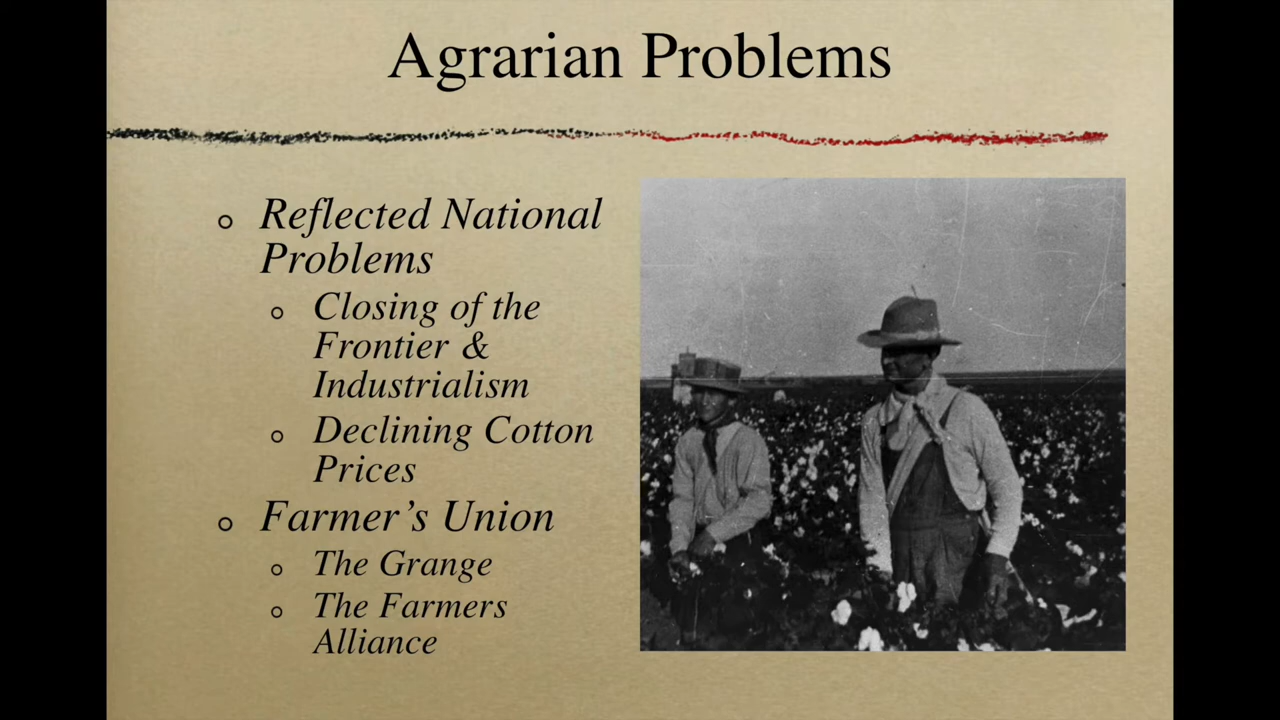 Agrarian Problems
Reflected National
Problems
Closing of the
Frontier &
Industrialism
Declining Cotton
Prices
Farmer’s Union
The Grange
The Farmers
Alliance